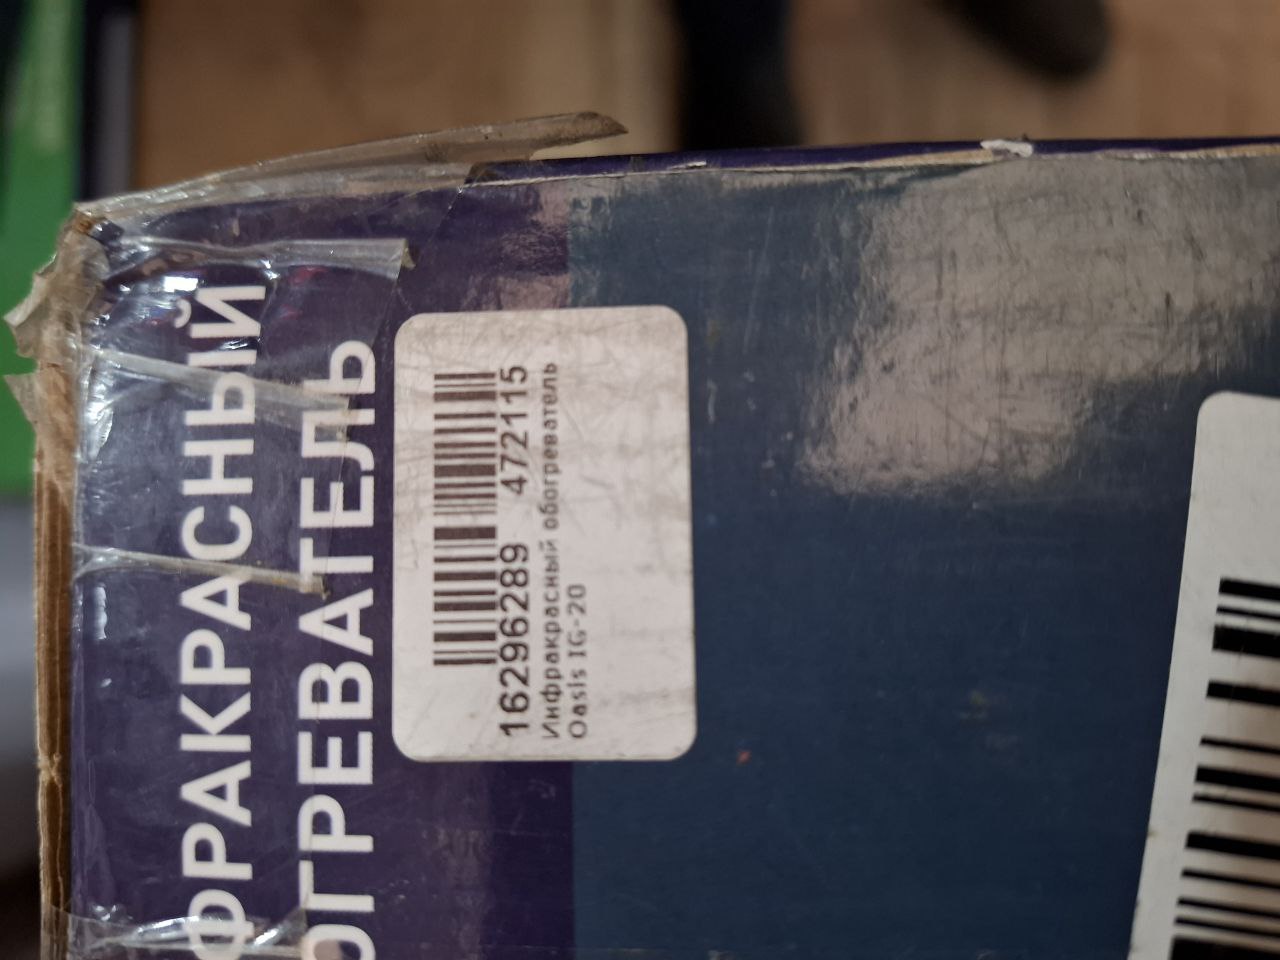 ФРАКРАСНЫЙ
ОГРЕВАТЕЛЬ
16296289 472115
Инфракрасный обогреватель
Oasis IG-20